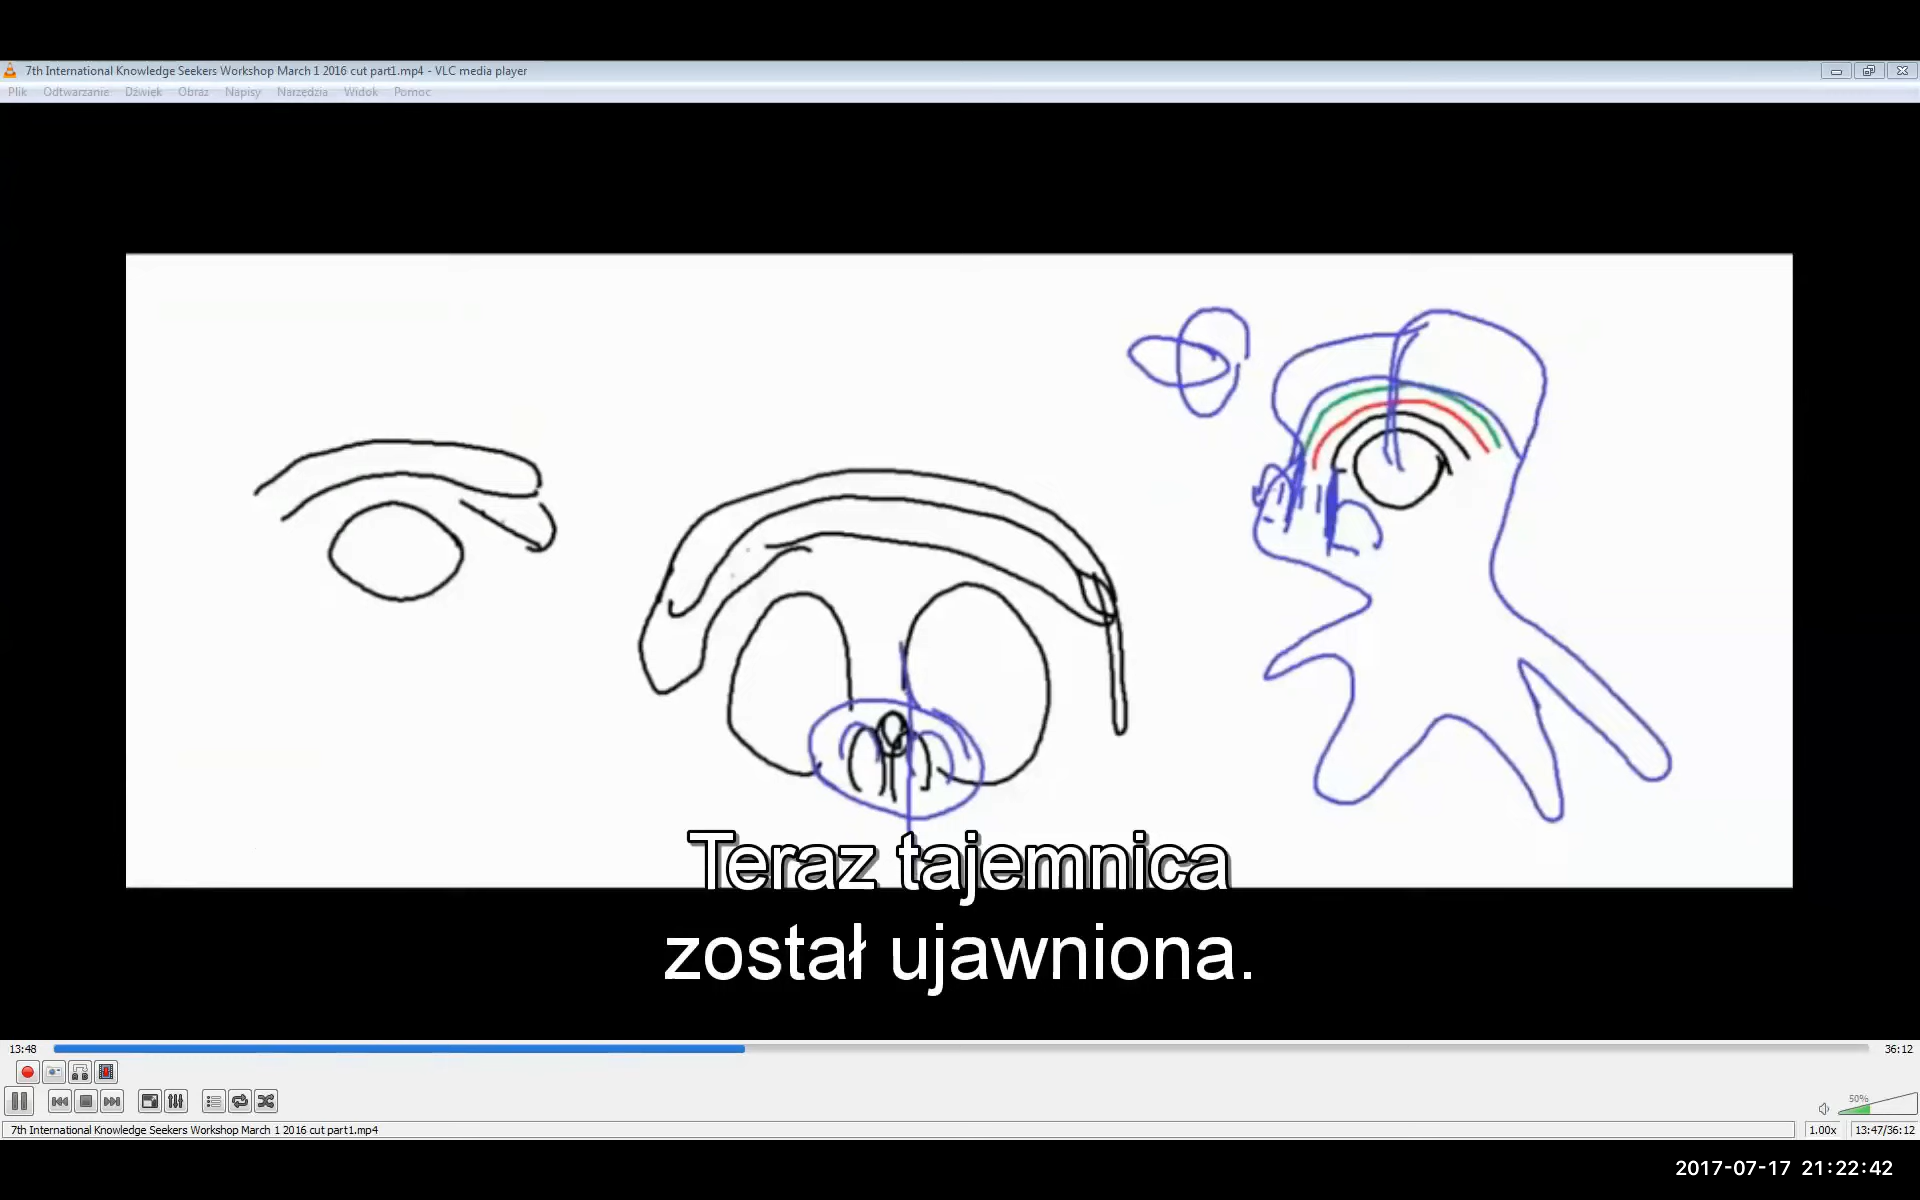 7th International Knowledge Seekers Workshop March 1 2016 cut part1.mp4 - VLC media player
Plik Odtwarzanie Dźwięk Obraz Napisy Narzędzia Widok Pomoc
Teraz tajemnica
został ujawniona.
13:48 36:12
50%
7th International Knowledge Seekers Workshop March 1 2016 cut part1.mp4 1.00x 13:47/36:12
2017-07-17 21:22:42